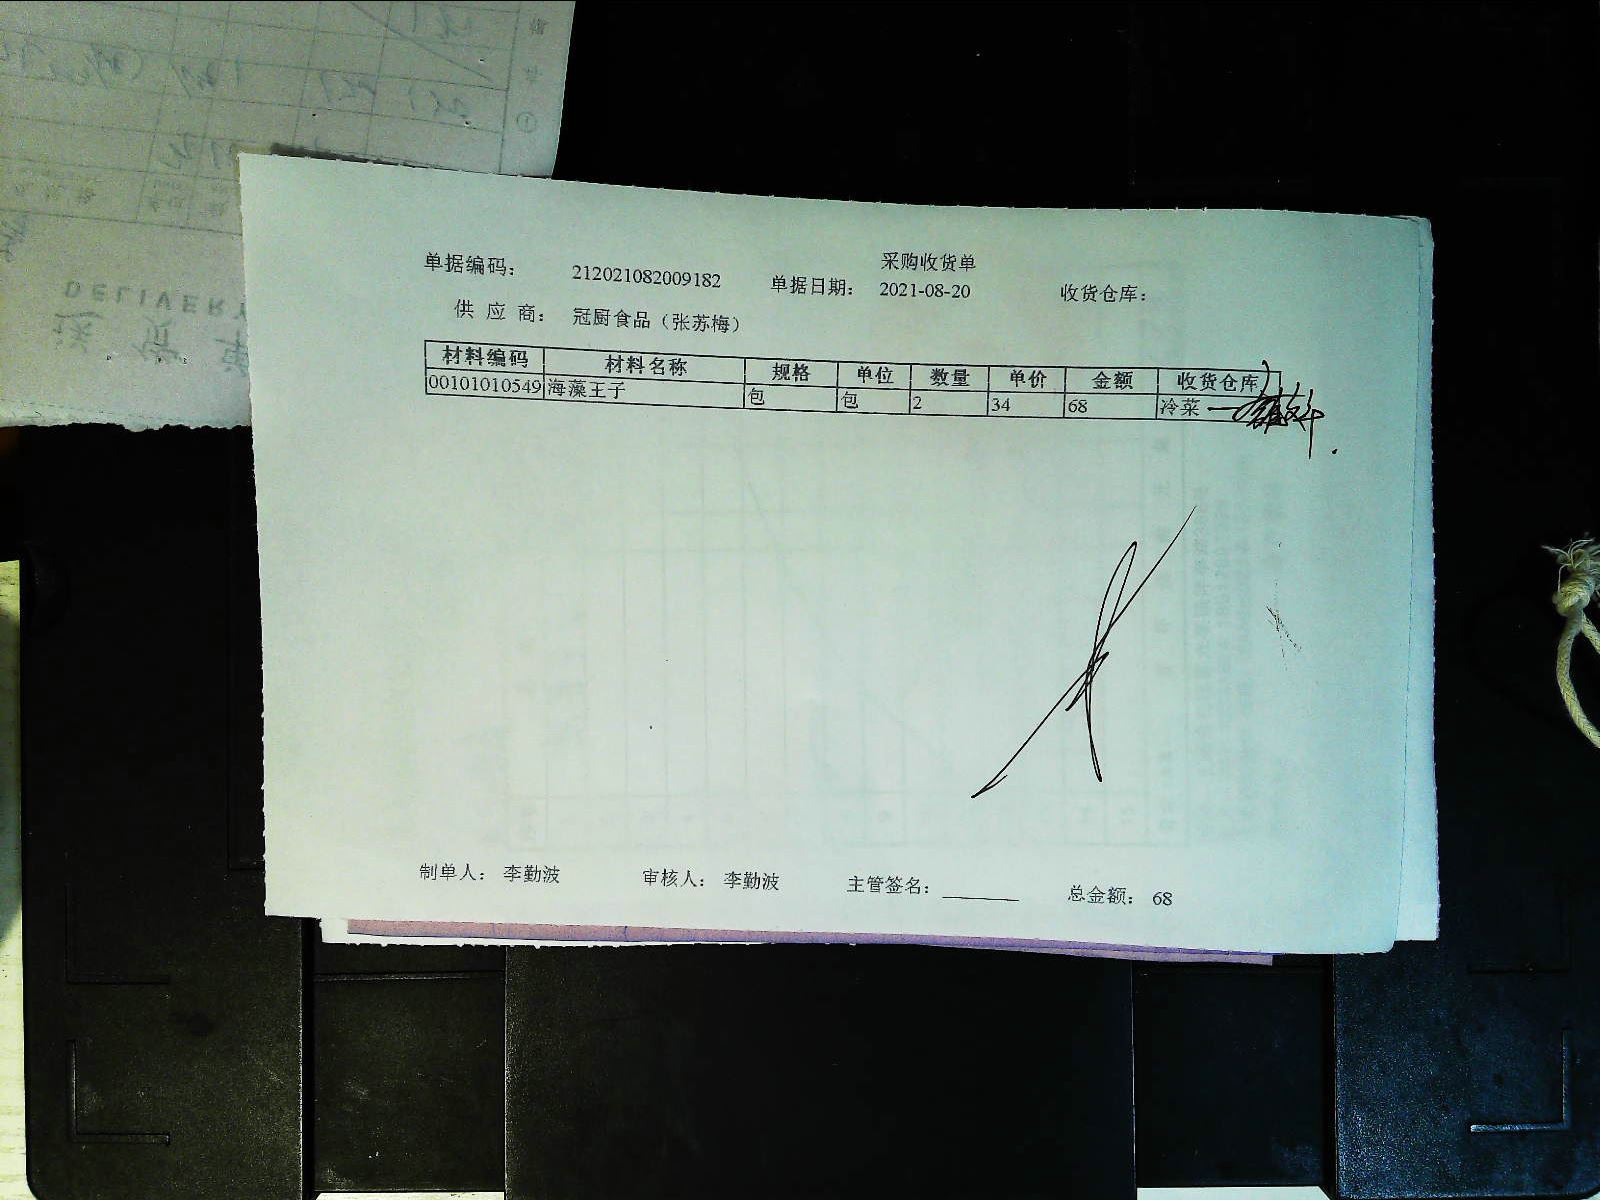 采购收货单
单据编码： 212021082009182 单据日期： 2021-08-20 收货仓库：
供 应 商： 冠厨食品（张苏梅）
材料编码 材料名称 规格 单位 数量 单价 金额 收货仓库
00101010549 海藻王子 包 包 2 34 68 冷菜
制单人： 李勤波 审核人： 李勤波 主管签名： 总金额： 68
DELIVERY
送 货 单